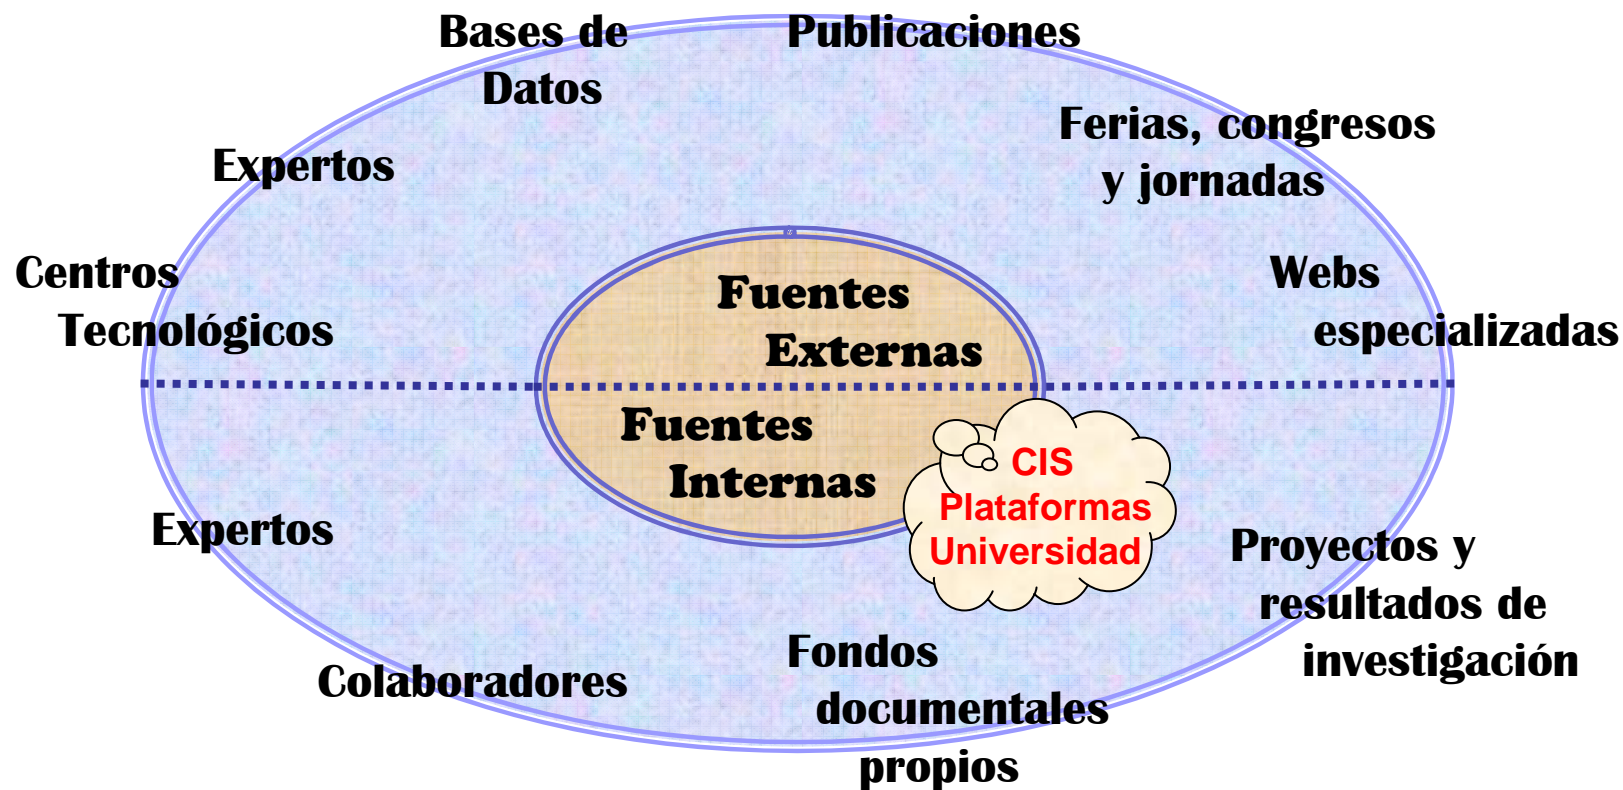 Bases de
Datos
Publicaciones
Ferias, congresos
y jornadas
Expertos
Centros
Tecnológicos
Webs
especializadas
Fuentes
Externas
Fuentes
Internas
CIS
Plataformas
Universidad
Expertos
Proyectos y
resultados de
investigación
Colaboradores
Fondos
documentales
propios